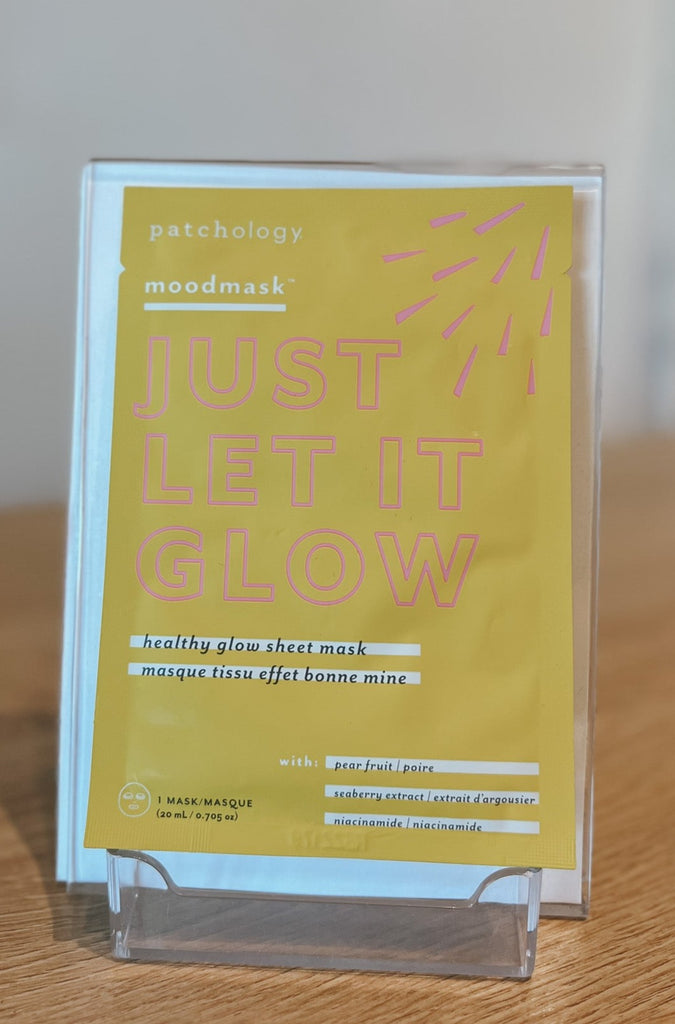 patchology
moodmask™
JUST
LET IT
GLOW
healthy glow sheet mask
masque tissu effet bonne mine
with: pear fruit | poire
seaberry extract | extrait d'argousier
niacinamide | niacinamide
1 MASK/MASQUE
(20 mL / 0.705 oz)